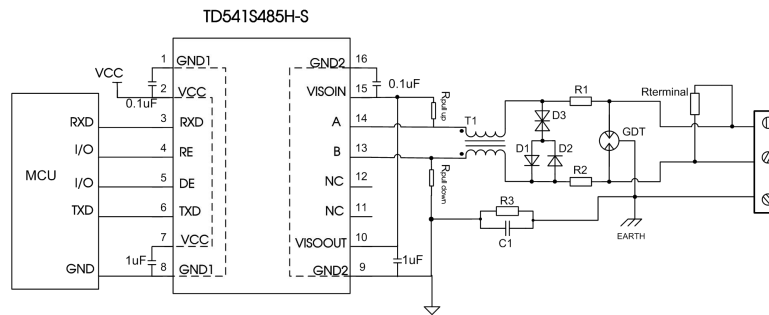 TD541S485H-S
1 GND1 GND2 16
VCC
0.1uF 2 VCC VISOIN 15 0.1uF
Rpull up
RXD 3 RXD A 14 T1
I/O 4 RE B 13
I/O 5 DE NC 12
TXD 6 TXD NC 11
7 VCC VISOOUT 10
1uF 8 GND1 GND2 9 1uF
MCU
GND
Rpull down
D3
D1 D2
R1
R2
GDT
Rterminal
R3
C1
EARTH